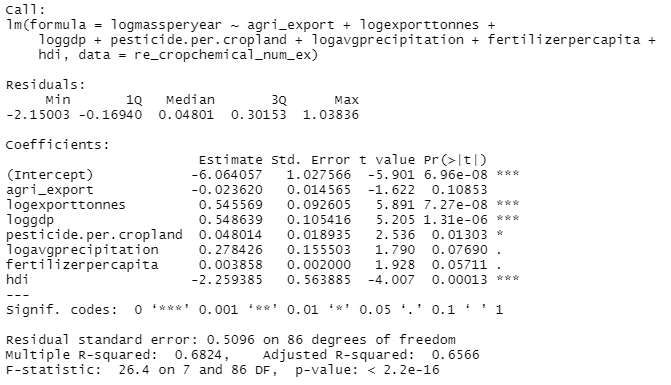 Call:
lm(formula = logmassperyear ~ agri_export + logexporttonnes +
loggdp + pesticide.per.cropland + logavgprecipitation + fertilizerpercapita +
hdi, data = re_cropchemical_num_ex)
Residuals:
Min 1Q Median 3Q Max
-2.15003 -0.16940 0.04801 0.30153 1.03836
Coefficients:
Estimate Std. Error t value Pr(>|t|)
(Intercept) -6.064057 1.027566 -5.901 6.96e-08 ***
agri_export -0.023620 0.014565 -1.622 0.10853
logexporttonnes 0.545569 0.092605 5.891 7.27e-08 ***
loggdp 0.548639 0.105416 5.205 1.31e-06 ***
pesticide.per.cropland 0.048014 0.018935 2.536 0.01303 *
logavgprecipitation 0.278426 0.155503 1.790 0.07690 .
fertilizerpercapita 0.003858 0.002000 1.928 0.05711 .
hdi -2.259385 0.563885 -4.007 0.00013 ***
---
Signif. codes: 0 ‘***’ 0.001 ‘**’ 0.01 ‘*’ 0.05 ‘.’ 0.1 ‘ ’ 1
Residual standard error: 0.5096 on 86 degrees of freedom
Multiple R-squared: 0.6824, Adjusted R-squared: 0.6566
F-statistic: 26.4 on 7 and 86 DF, p-value: < 2.2e-16